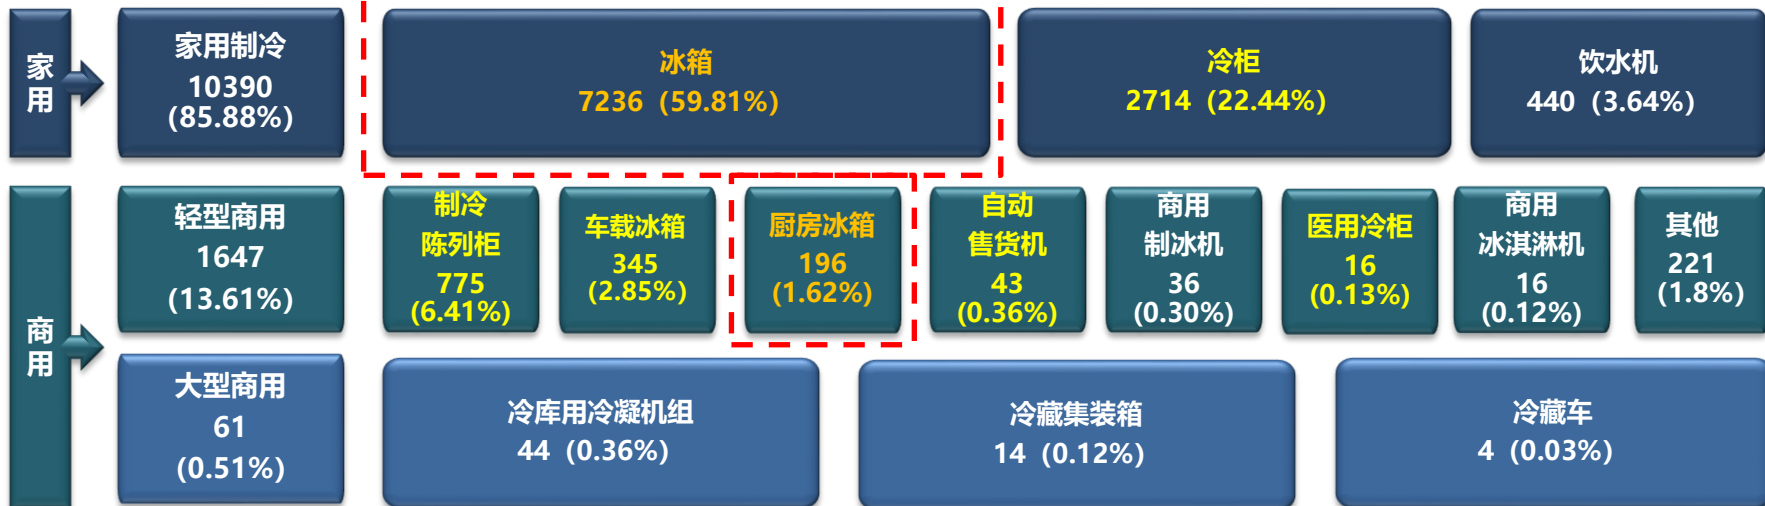 家用
家用制冷
10390
(85.88%)
冰箱
7236 (59.81%)
冷柜
2714 (22.44%)
饮水机
440 (3.64%)
商用
轻型商用
1647
(13.61%)
制冷
陈列柜
775
(6.41%)
车载冰箱
345
(2.85%)
厨房冰箱
196
(1.62%)
自动
售货机
43
(0.36%)
商用
制冰机
36
(0.30%)
医用冷柜
16
(0.13%)
商用
冰淇淋机
16
(0.12%)
其他
221
(1.8%)
大型商用
61
(0.51%)
冷库用冷凝机组
44 (0.36%)
冷藏集装箱
14 (0.12%)
冷藏车
4 (0.03%)